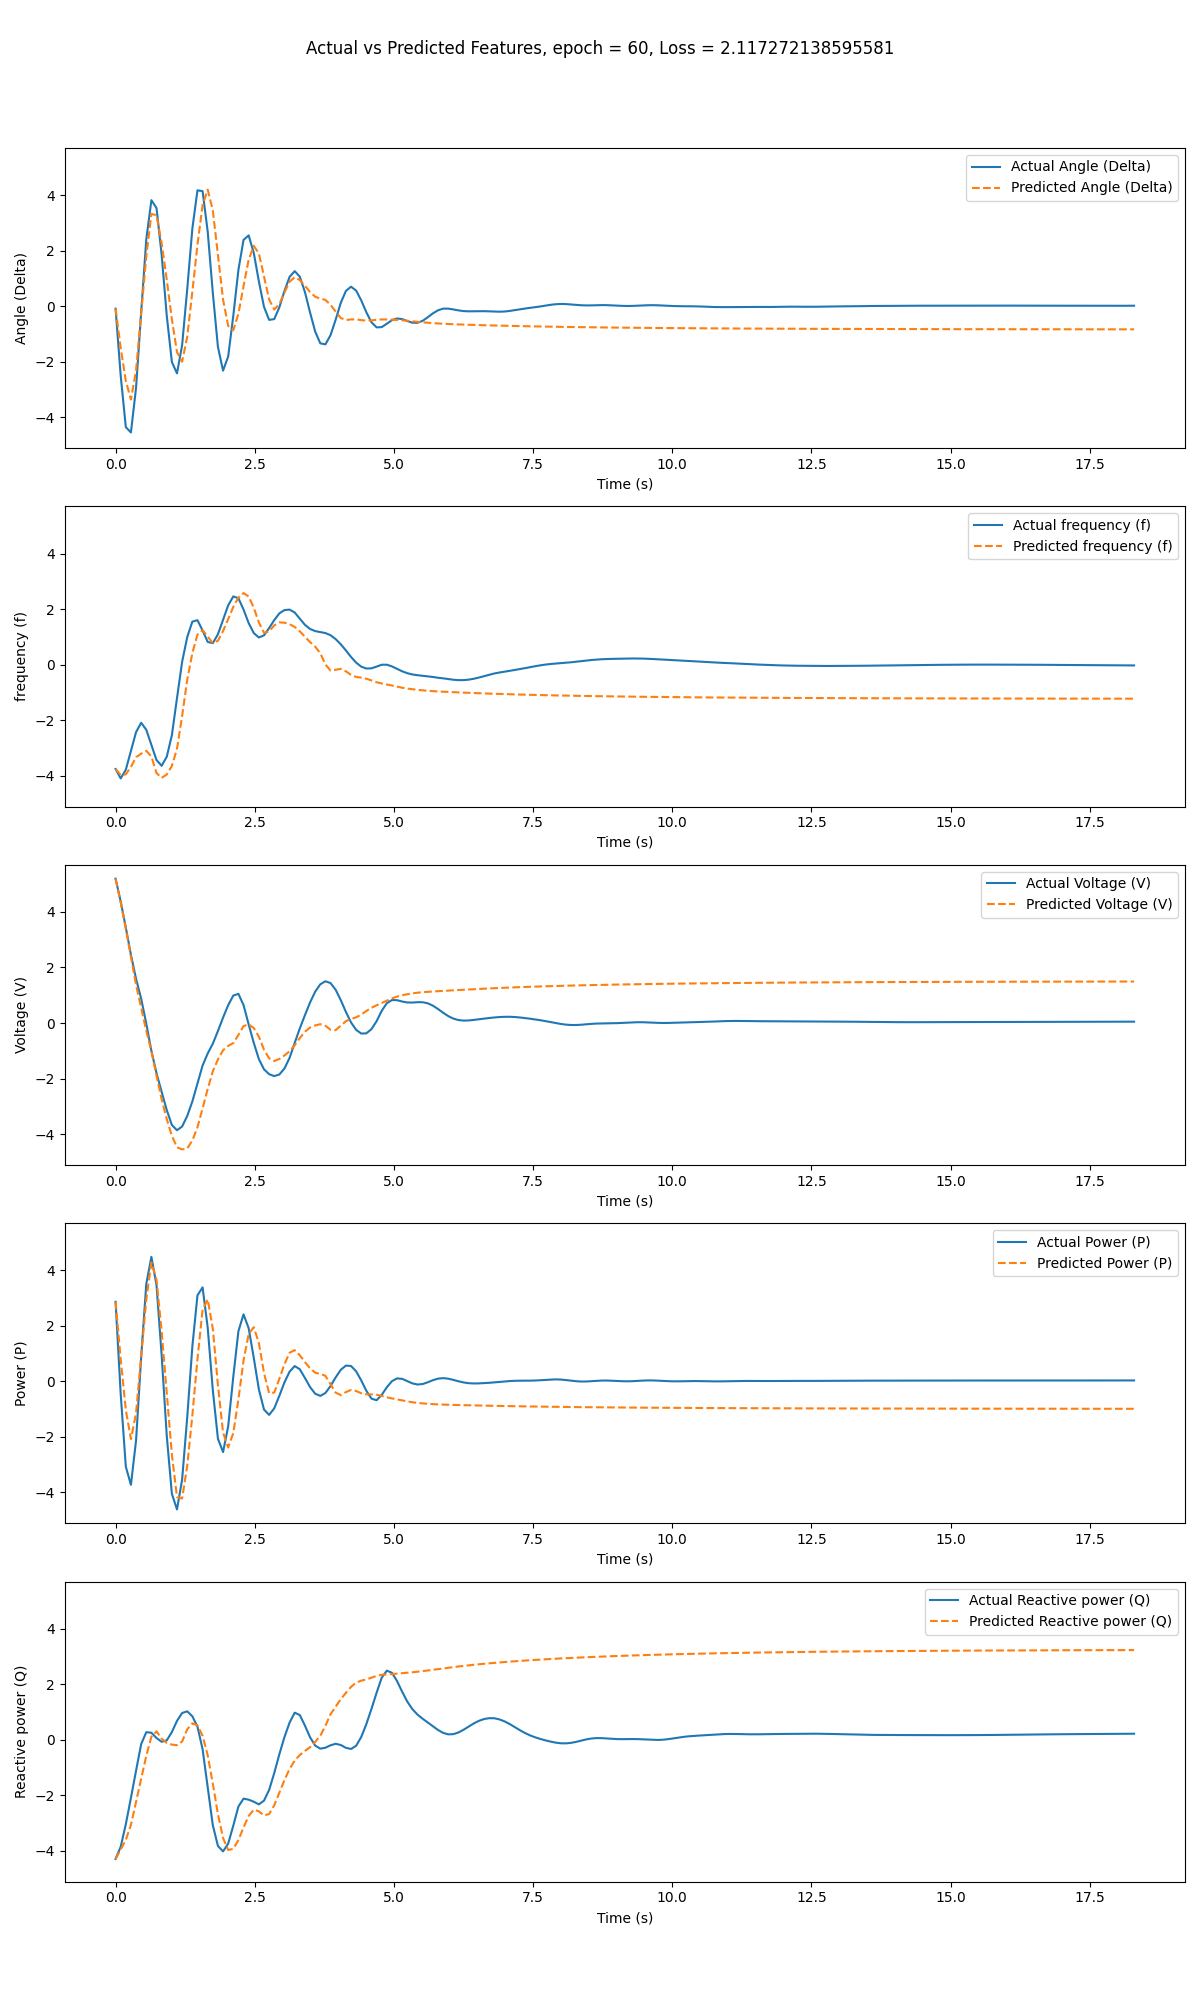 Actual vs Predicted Features, epoch = 60, Loss = 2.117272138595581
Actual Angle (Delta)
Predicted Angle (Delta)
Angle (Delta)
4
2
0
−2
−4
0.0 2.5 5.0 7.5 10.0 12.5 15.0 17.5
Time (s)
Actual frequency (f)
Predicted frequency (f)
frequency (f)
4
2
0
−2
−4
0.0 2.5 5.0 7.5 10.0 12.5 15.0 17.5
Time (s)
Actual Voltage (V)
Predicted Voltage (V)
Voltage (V)
4
2
0
−2
−4
0.0 2.5 5.0 7.5 10.0 12.5 15.0 17.5
Time (s)
Actual Power (P)
Predicted Power (P)
Power (P)
4
2
0
−2
−4
0.0 2.5 5.0 7.5 10.0 12.5 15.0 17.5
Time (s)
Actual Reactive power (Q)
Predicted Reactive power (Q)
Reactive power (Q)
4
2
0
−2
−4
0.0 2.5 5.0 7.5 10.0 12.5 15.0 17.5
Time (s)